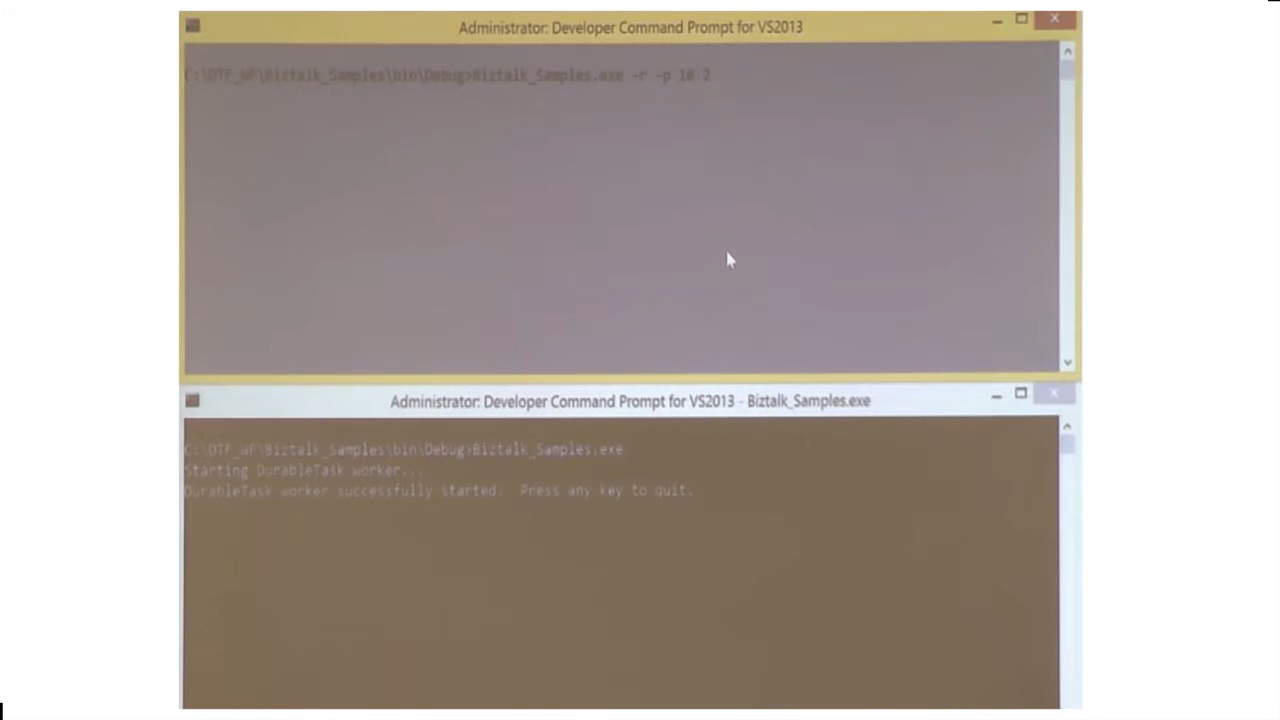 Administrator: Developer Command Prompt for VS2013
C:\DTF_WF\Biztalk_Samples\bin\Debug>Biztalk_Samples.exe -r -p 10 2
Administrator: Developer Command Prompt for VS2013 - Biztalk_Samples.exe
C:\DTF_WF\Biztalk_Samples\bin\Debug>Biztalk_Samples.exe
Starting DurableTask worker...
DurableTask worker successfully started.  Press any key to quit.